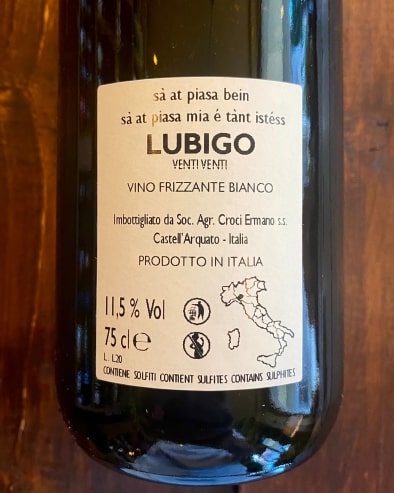 sà at piasa bein
sà at piasa mia é tànt istéss
LUBIGO
VENTI VENTI
VINO FRIZZANTE BIANCO
Imbottigliato da Soc. Agr. Croci Ermano s.s.
Castell'Arquato - Italia
PRODOTTO IN ITALIA
11,5 % Vol
75 cl ℮
L. L20
CONTIENE SOLFITI CONTIENT SULFITES CONTAINS SULPHITES